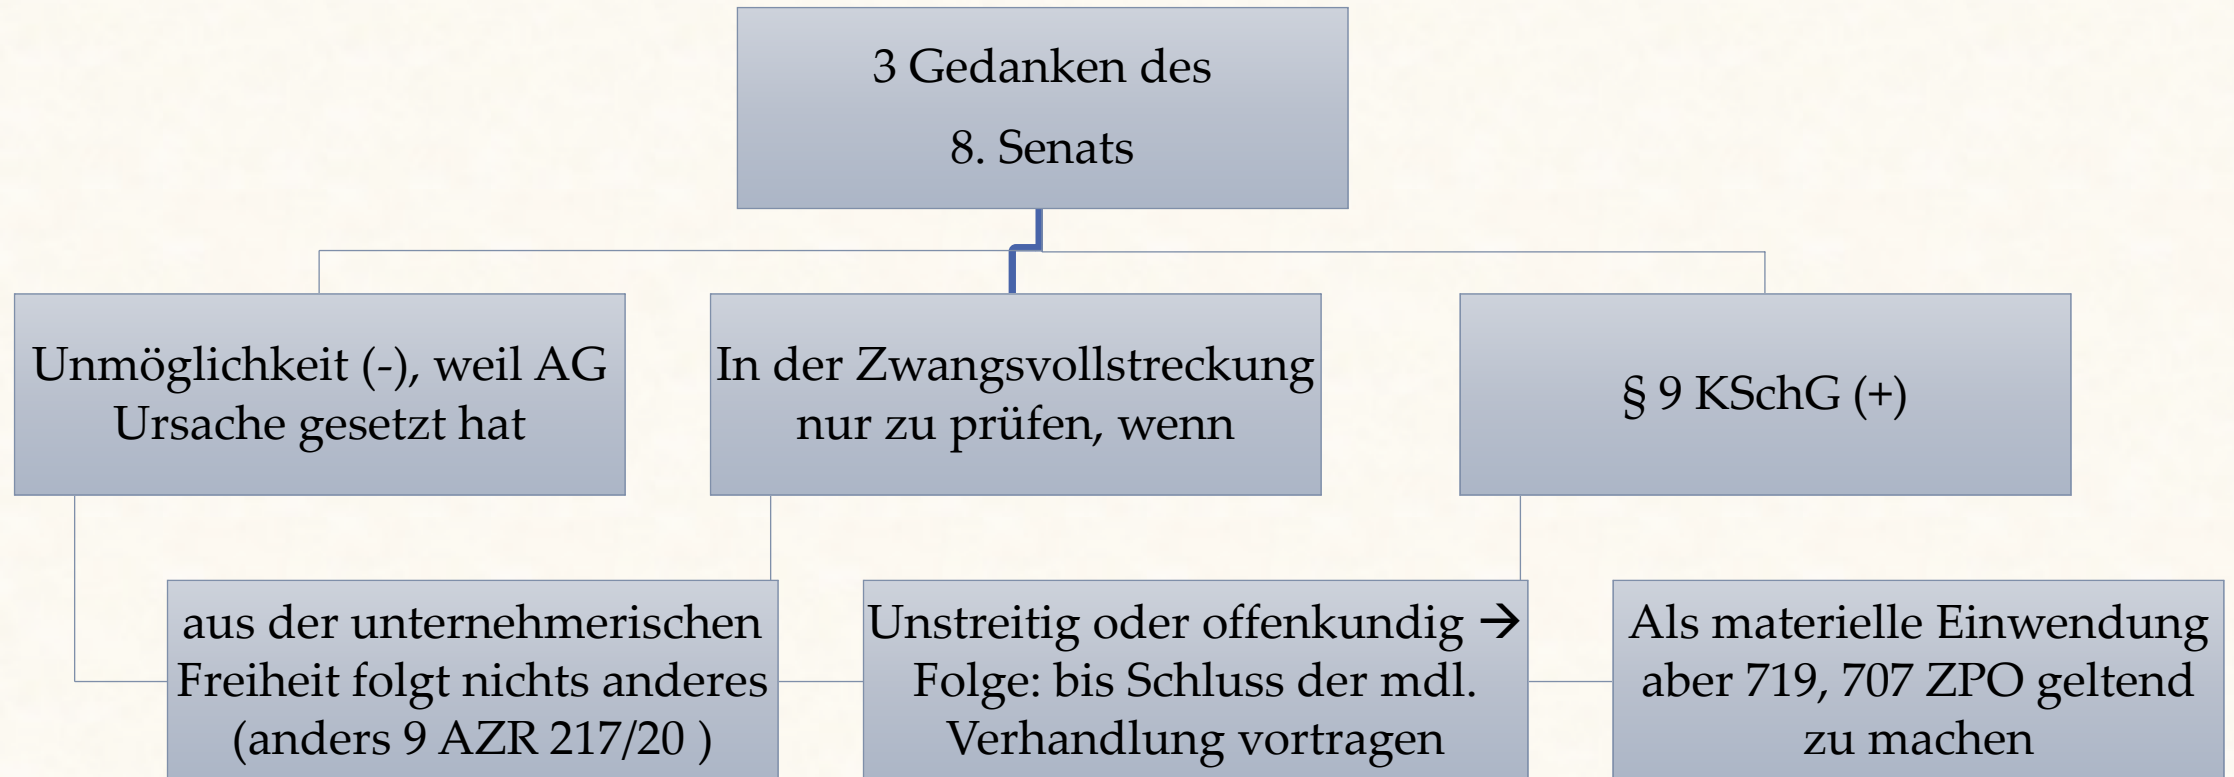 3 Gedanken des
8. Senats
Unmöglichkeit (-), weil AG
Ursache gesetzt hat
aus der unternehmerischen
Freiheit folgt nichts anderes
(anders 9 AZR 217/20 )
In der Zwangsvollstreckung
nur zu prüfen, wenn
Unstreitig oder offenkundig →
Folge: bis Schluss der mdl.
Verhandlung vortragen
§ 9 KSchG (+)
Als materielle Einwendung
aber 719, 707 ZPO geltend
zu machen